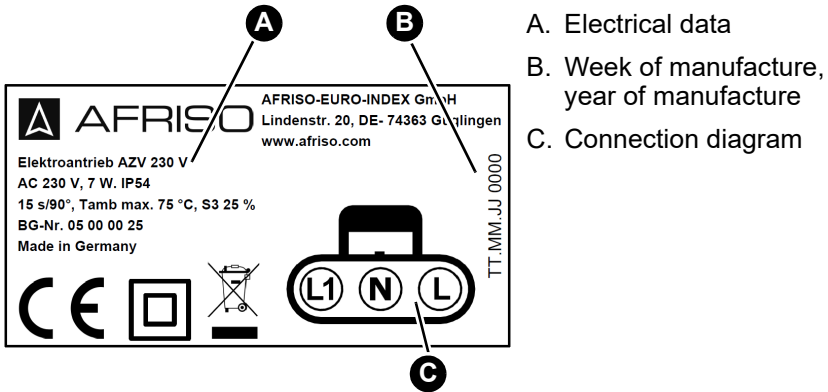 A
B
A. Electrical data
B. Week of manufacture,
year of manufacture
C. Connection diagram
AFRISO
AFRISO-EURO-INDEX GmbH
Lindenstr. 20, DE- 74363 Güglingen
www.afriso.com
Elektroantrieb AZV 230 V
AC 230 V, 7 W. IP54
15 s/90°, Tamb max. 75 °C, S3 25 %
BG-Nr. 05 00 00 25
Made in Germany
TT.MM.JJ 0000
CE
L1 N L
C